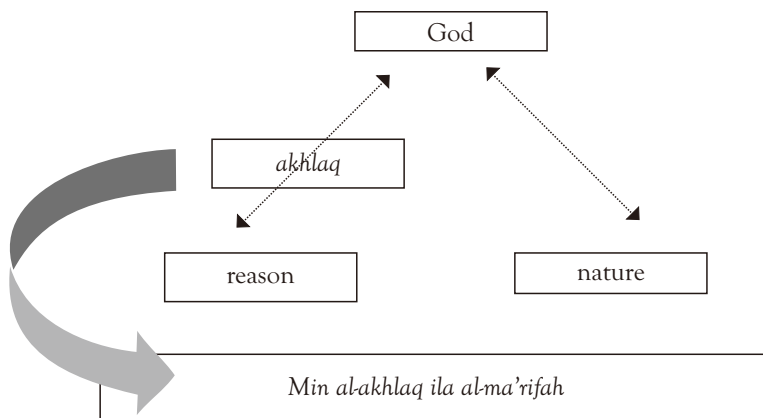 God
akhlaq
reason
nature
Min al-akhlaq ila al-ma’rifah